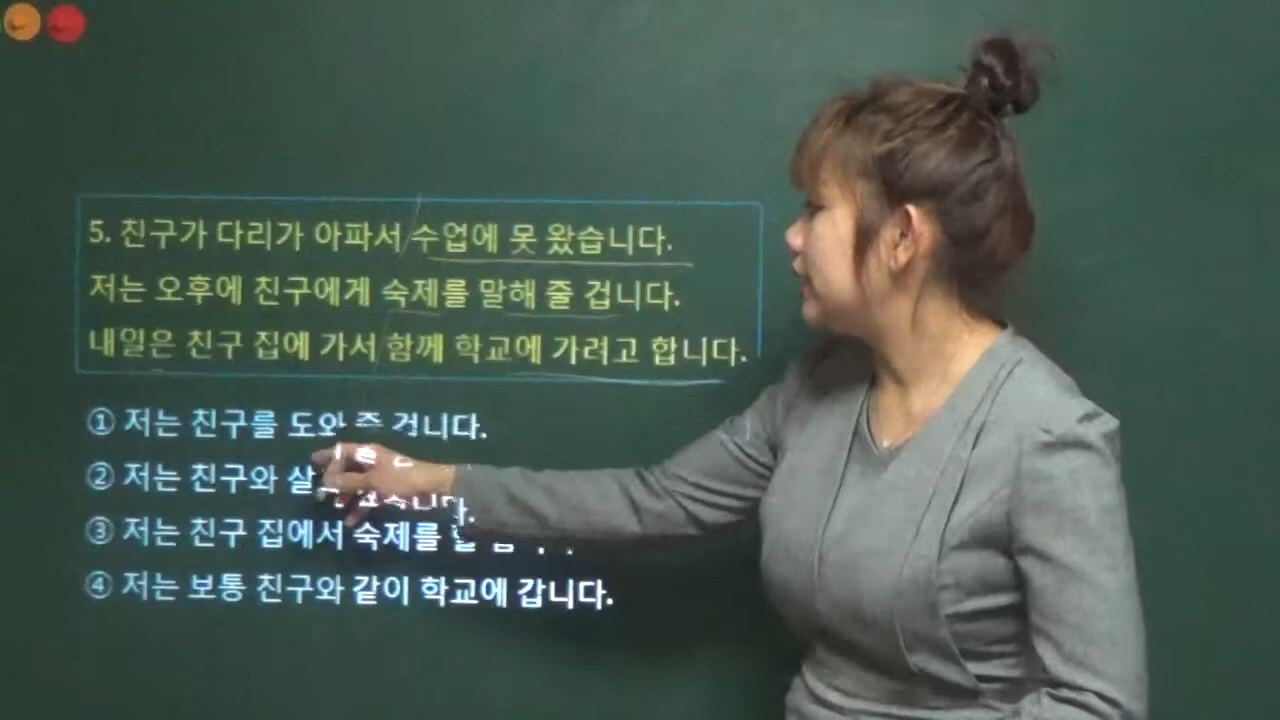 5. 친구가 다리가 아파서 수업에 못 왔습니다.
저는 오후에 친구에게 숙제를 말해 줄 겁니다.
내일은 친구 집에 가서 함께 학교에 가려고 합니다.
① 저는 친구를 도와 줄 겁니다.
② 저는 친구와
③ 저는 친구 집에서 숙제를
④ 저는 보통 친구와 같이 학교에 갑니다.